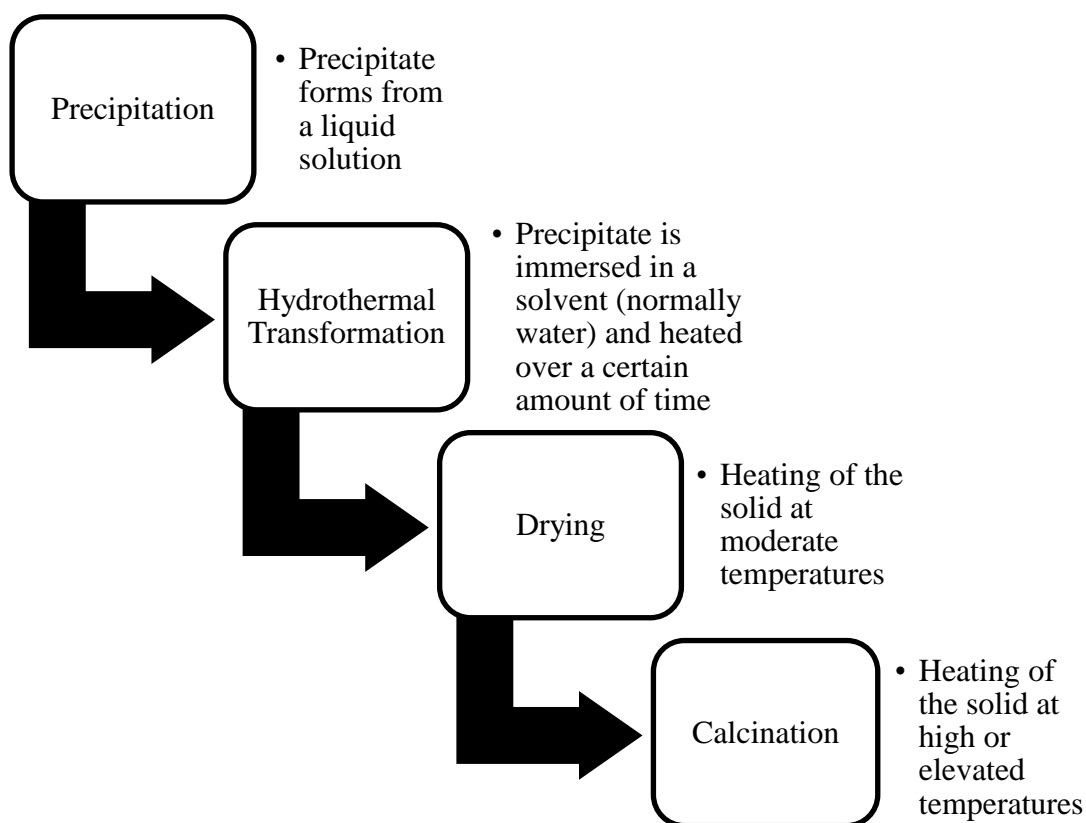 Precipitation
• Precipitate
forms from
a liquid
solution
Hydrothermal
Transformation
• Precipitate is
immersed in a
solvent (normally
water) and heated
over a certain
amount of time
Drying
• Heating of the
solid at
moderate
temperatures
Calcination
• Heating of
the solid at
high or
elevated
temperatures